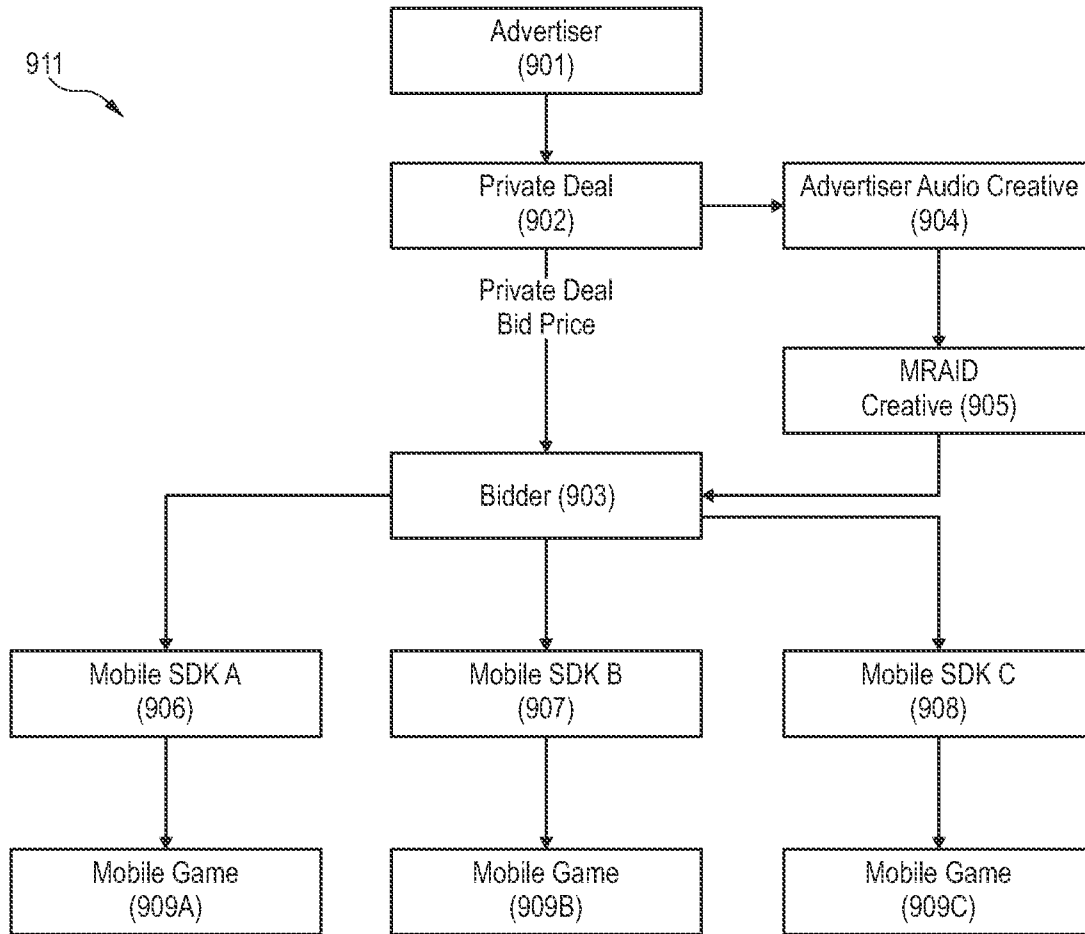 911
Advertiser
(901)
Private Deal
(902)
Advertiser Audio Creative
(904)
Private Deal
Bid Price
MRAID
Creative (905)
Bidder (903)
Mobile SDK A
(906)
Mobile SDK B
(907)
Mobile SDK C
(908)
Mobile Game
(909A)
Mobile Game
(909B)
Mobile Game
(909C)